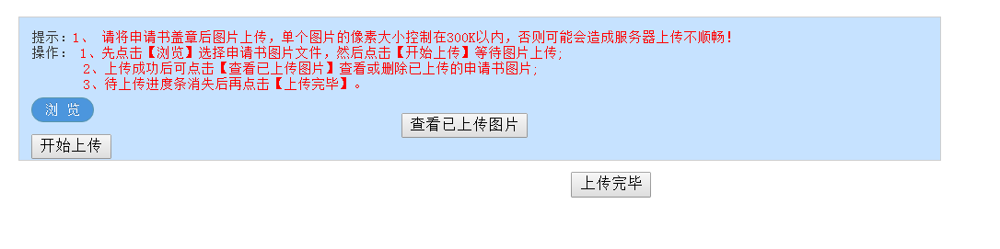 提示：1、 请将申请书盖章后图片上传，单个图片的像素大小控制在300K以内，否则可能会造成服务器上传不顺畅！
操作： 1、先点击【浏览】选择申请书图片文件，然后点击【开始上传】等待图片上传；
2、上传成功后可点击【查看已上传图片】查看或删除已上传的申请书图片；
3、待上传进度条消失后再点击【上传完毕】。
浏 览
查看已上传图片
开始上传
上传完毕